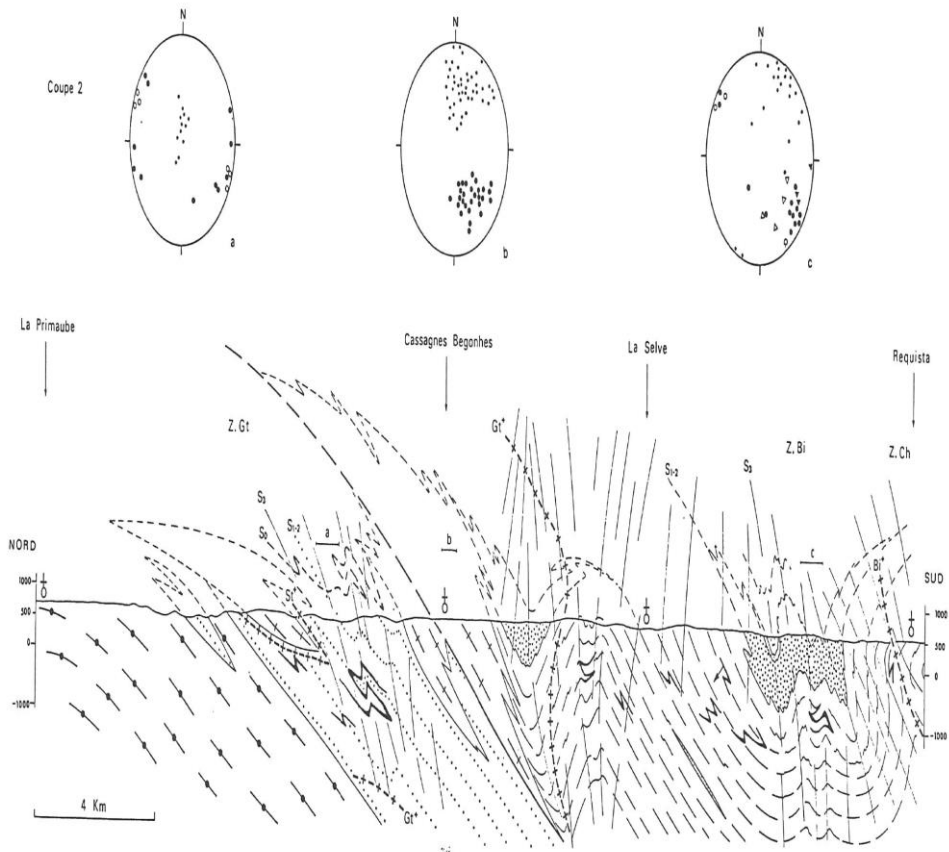 N
N
N
Coupe 2
a
b
c
La Primaube
Cassagnes Begonhes
La Selve
Requista
Z.Gt
Gt+
Z.Bi
Z.Ch
S3
S0
S1-2
a
b
S1-2
S3
c
Bi+
NORD
SUD
St
1000
500
0
-1000
1000
500
0
-1000
4 Km
Gt+